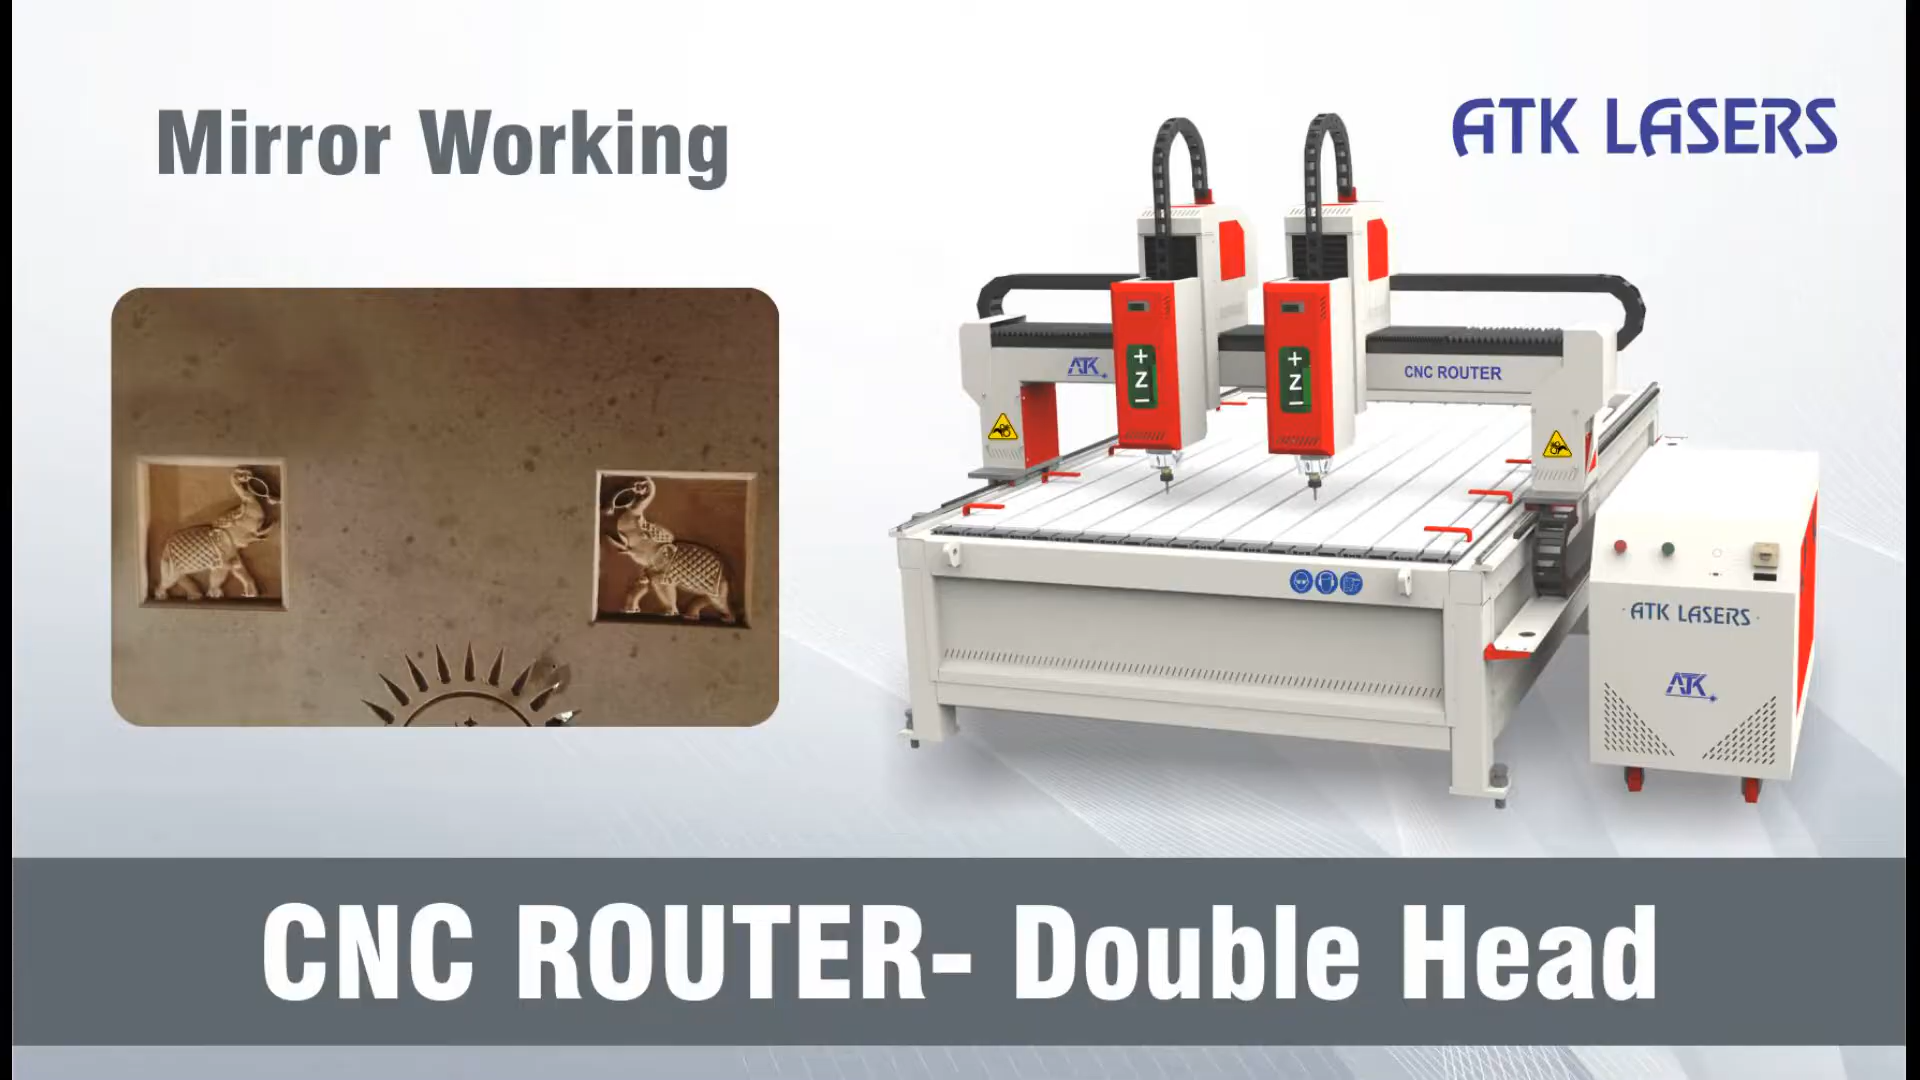 Mirror Working
ATK LASERS
ATK
CNC ROUTER
+
Z
−
+
Z
−
ATK LASERS
ATK
CNC ROUTER- Double Head